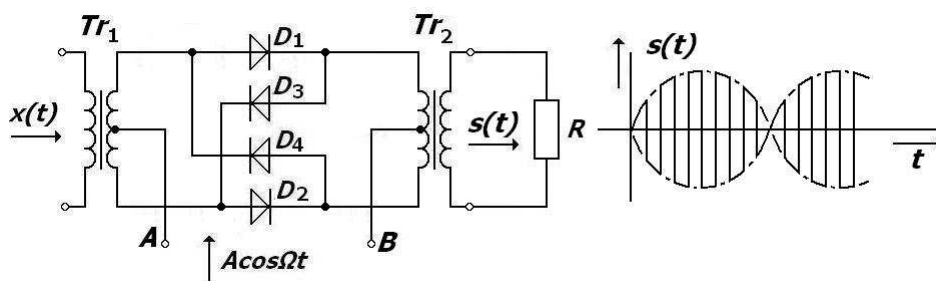 Tr1
D1
Tr2
s(t)
D3
x(t)
s(t)
R
D4
t
D2
A
B
AcosΩt